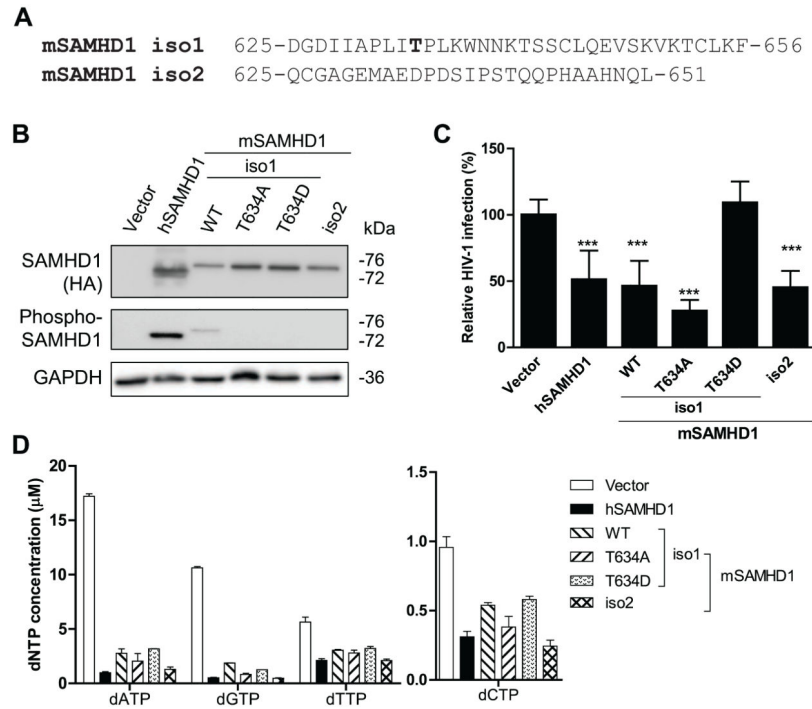 A
mSAMHD1 iso1 625-DGDIIAPLITPLKWNNKTSSCLQEVSKVKTCLKF-656
mSAMHD1 iso2 625-QCGAGEMAEDPDSIPSTQQPHAAHNQL-651
B
mSAMHD1
iso1
Vector
hSAMHD1
WT
T634A
T634D
iso2
kDa
SAMHD1
(HA)
-76
-72
Phospho-
SAMHD1
-76
-72
GAPDH
-36
C
Relative HIV-1 infection (%)
150
100
50
0
***
***
***
***
Vector
hSAMHD1
WT
T634A
T634D
iso2
iso1
mSAMHD1
D
dNTP concentration (µM)
20
15
10
5
0
dATP
dGTP
dTTP
1.5
1.0
0.5
0.0
dCTP
Vector
hSAMHD1
WT
T634A
T634D
iso2
iso1
mSAMHD1